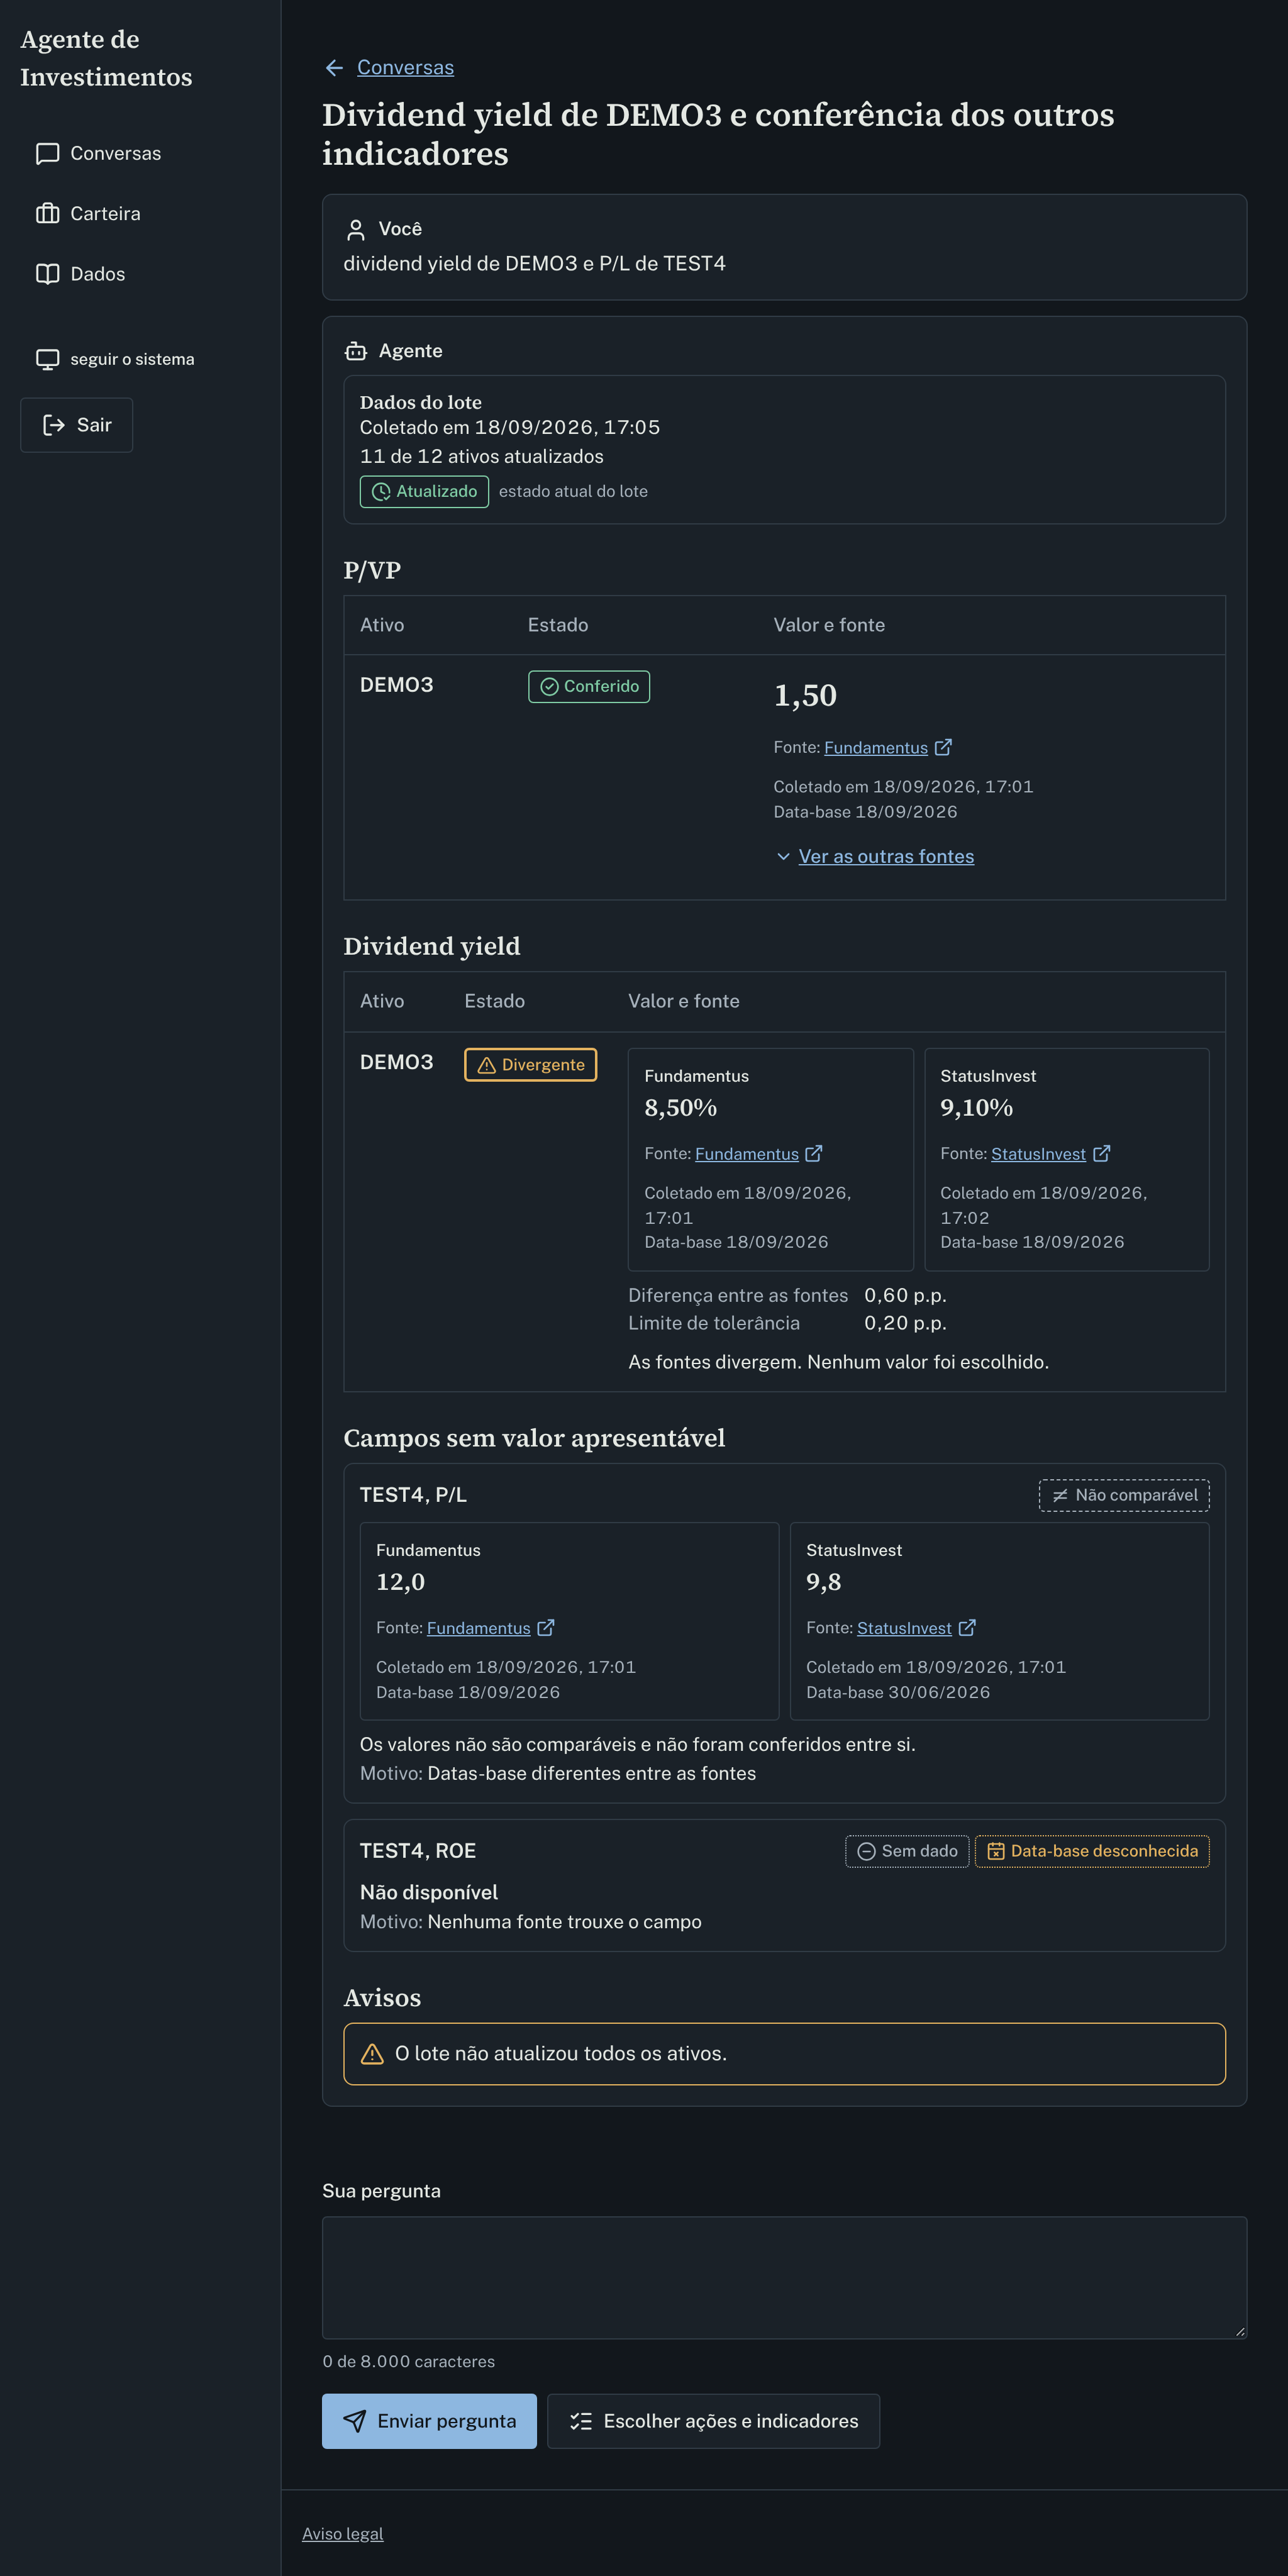 Agente de
Investimentos
Conversas
Carteira
Dados
seguir o sistema
Sair
Conversas
Dividend yield de DEMO3 e conferência dos outros
indicadores
Você
dividend yield de DEMO3 e P/L de TEST4
Agente
Dados do lote
Coletado em 18/09/2026, 17:05
11 de 12 ativos atualizados
Atualizado estado atual do lote
P/VP
Ativo Estado Valor e fonte
DEMO3 Conferido 1,50
Fonte: Fundamentus
Coletado em 18/09/2026, 17:01
Data-base 18/09/2026
Ver as outras fontes
Dividend yield
Ativo Estado Valor e fonte
DEMO3 Divergente
Fundamentus
8,50%
Fonte: Fundamentus
Coletado em 18/09/2026,
17:01
Data-base 18/09/2026
StatusInvest
9,10%
Fonte: StatusInvest
Coletado em 18/09/2026,
17:02
Data-base 18/09/2026
Diferença entre as fontes 0,60 p.p.
Limite de tolerância 0,20 p.p.
As fontes divergem. Nenhum valor foi escolhido.
Campos sem valor apresentável
TEST4, P/L Não comparável
Fundamentus
12,0
Fonte: Fundamentus
Coletado em 18/09/2026, 17:01
Data-base 18/09/2026
StatusInvest
9,8
Fonte: StatusInvest
Coletado em 18/09/2026, 17:01
Data-base 30/06/2026
Os valores não são comparáveis e não foram conferidos entre si.
Motivo: Datas-base diferentes entre as fontes
TEST4, ROE Sem dado Data-base desconhecida
Não disponível
Motivo: Nenhuma fonte trouxe o campo
Avisos
O lote não atualizou todos os ativos.
Sua pergunta
0 de 8.000 caracteres
Enviar pergunta Escolher ações e indicadores
Aviso legal